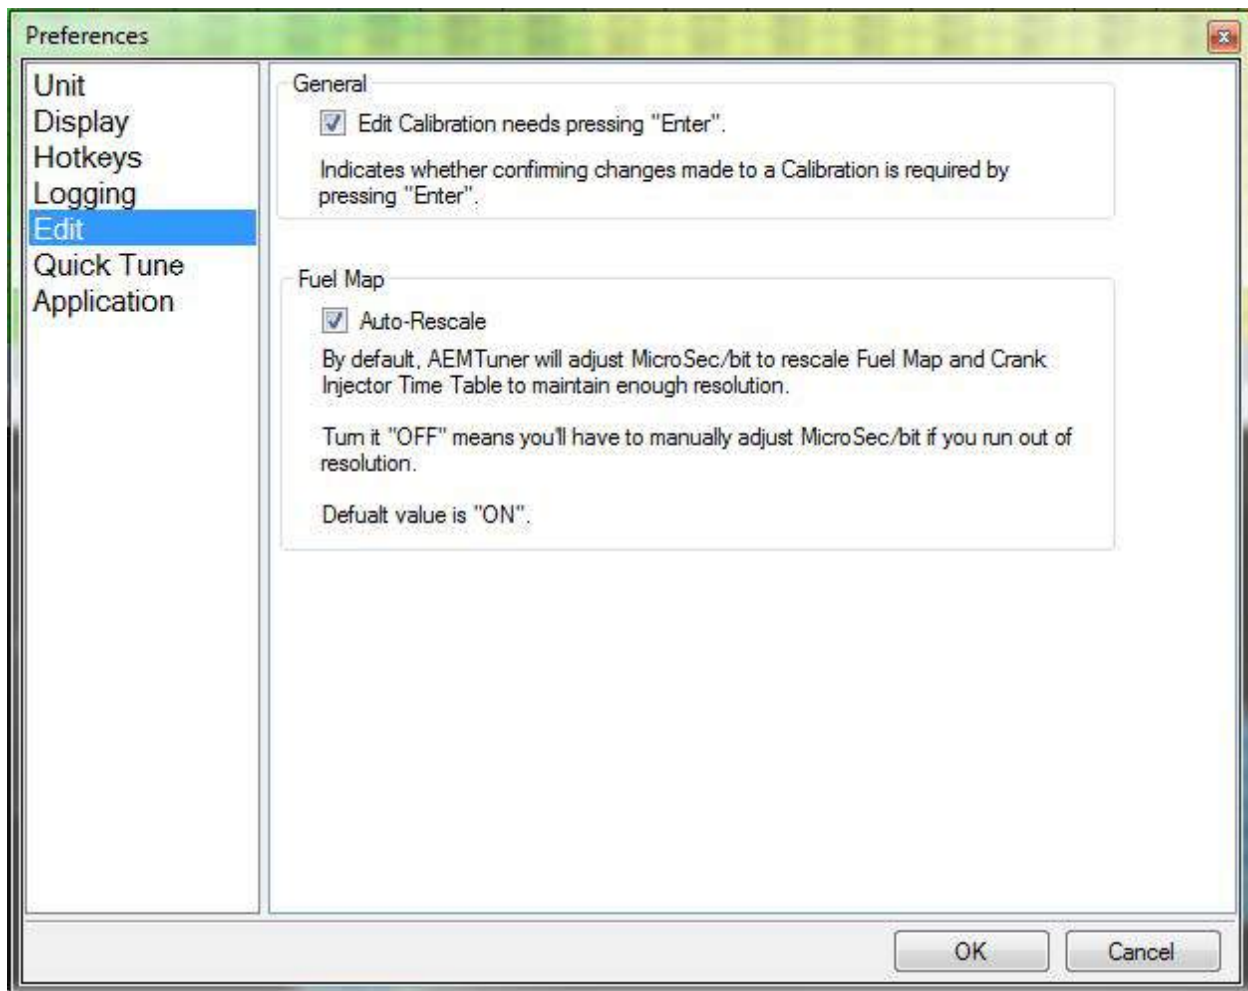 Preferences
Unit
Display
Hotkeys
Logging
Edit
Quick Tune
Application
General
Edit Calibration needs pressing "Enter".
Indicates whether confirming changes made to a Calibration is required by
pressing "Enter".
Fuel Map
Auto-Rescale
By default, AEMTuner will adjust MicroSec/bit to rescale Fuel Map and Crank
Injector Time Table to maintain enough resolution.
Turn it "OFF" means you'll have to manually adjust MicroSec/bit if you run out of
resolution.
Defualt value is "ON".
OK
Cancel